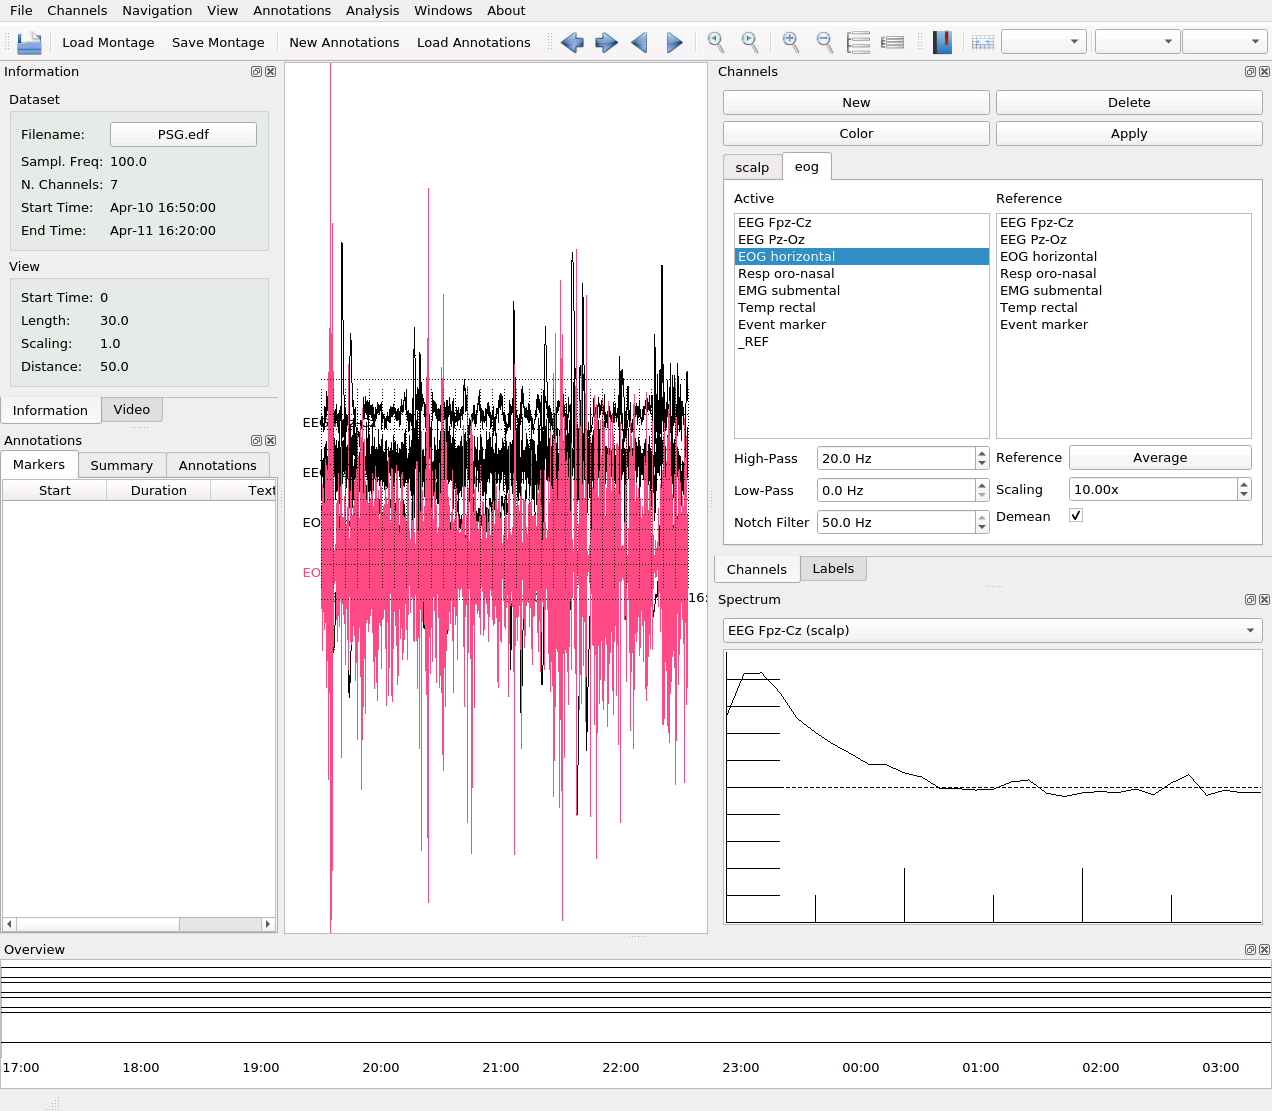 File Channels Navigation View Annotations Analysis Windows About
Load Montage Save Montage New Annotations Load Annotations
Information
Dataset
Filename: PSG.edf
Sampl. Freq: 100.0
N. Channels: 7
Start Time: Apr-10 16:50:00
End Time: Apr-11 16:20:00
View
Start Time: 0
Length: 30.0
Scaling: 1.0
Distance: 50.0
Information Video
Annotations
Markers Summary Annotations
Start Duration Text
EE
EE
EO
EO
16:
Channels
New Delete
Color Apply
scalp eog
Active Reference
EEG Fpz-Cz EEG Fpz-Cz
EEG Pz-Oz EEG Pz-Oz
EOG horizontal EOG horizontal
Resp oro-nasal Resp oro-nasal
EMG submental EMG submental
Temp rectal Temp rectal
Event marker Event marker
_REF
High-Pass 20.0 Hz Reference Average
Low-Pass 0.0 Hz Scaling 10.00x
Notch Filter 50.0 Hz Demean
Channels Labels
Spectrum
EEG Fpz-Cz (scalp)
Overview
17:00 18:00 19:00 20:00 21:00 22:00 23:00 00:00 01:00 02:00 03:00